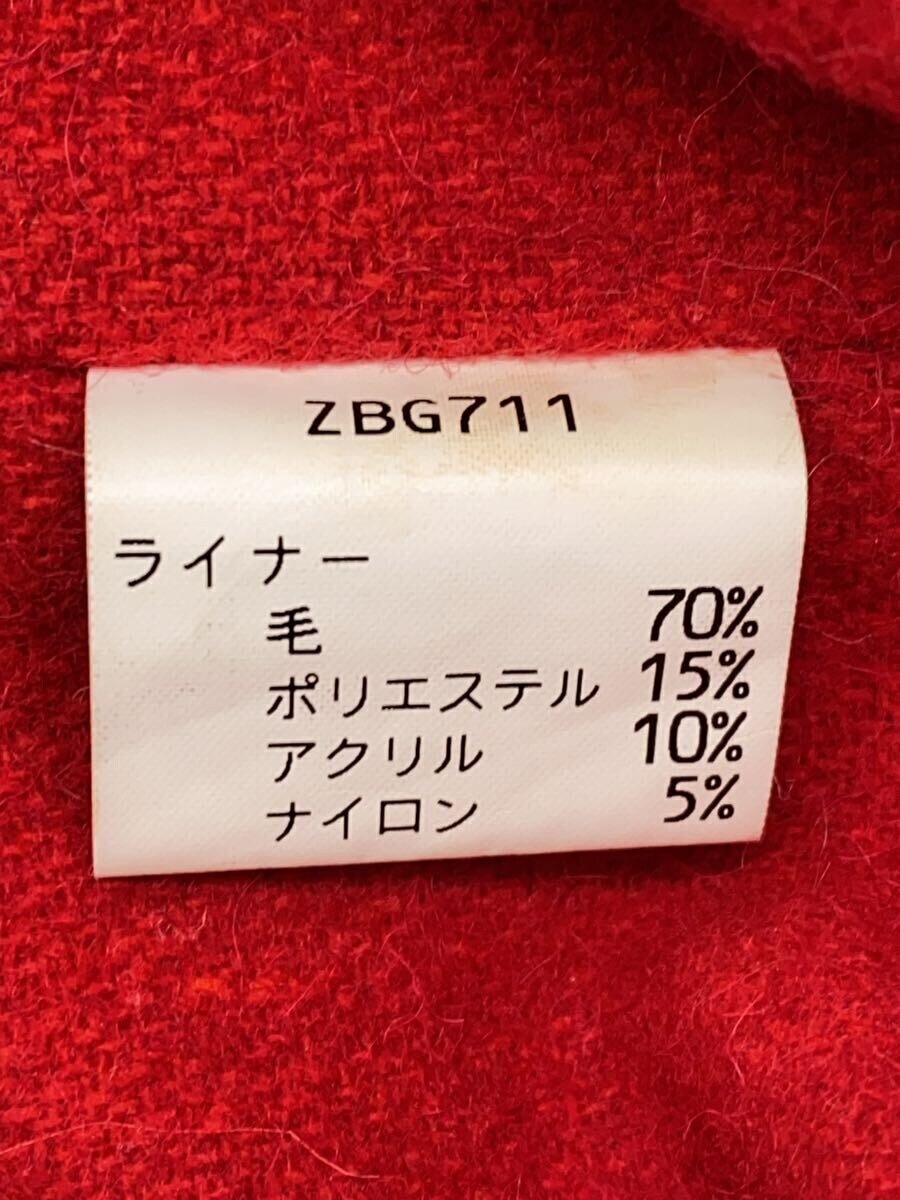 ZBG711
ライナー
毛 70%
ポリエステル 15%
アクリル 10%
ナイロン 5%